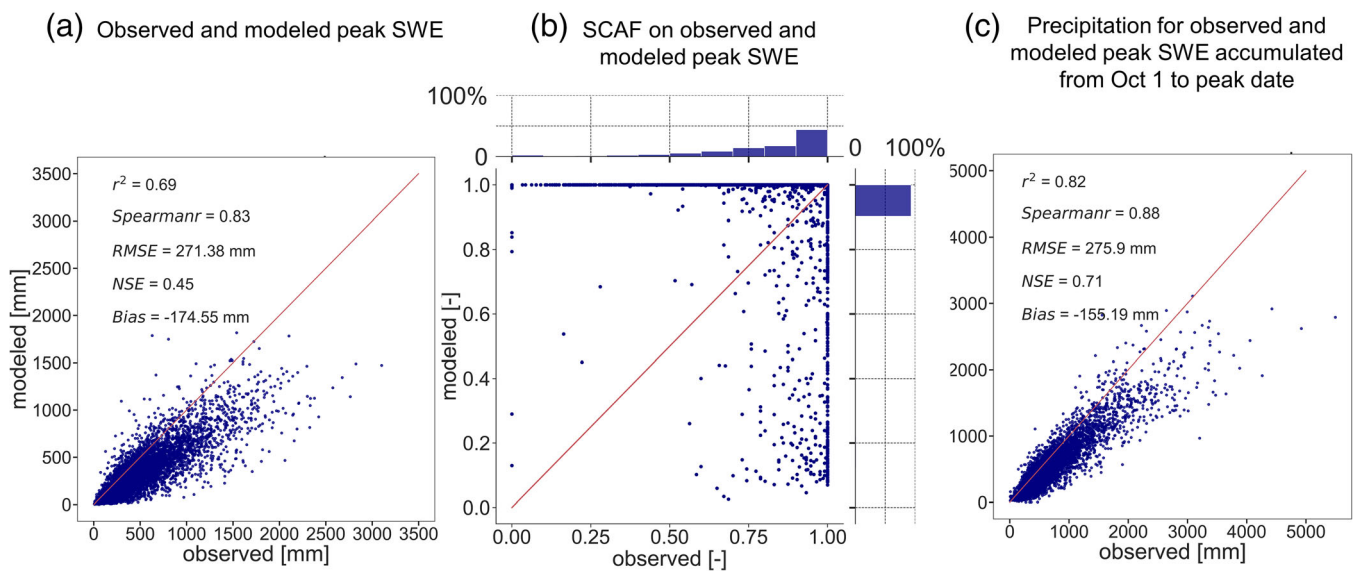 (a) Observed and modeled peak SWE
3500
3000
2500
2000
1500
1000
500
0
modeled [mm]
r² = 0.69
Spearmanr = 0.83
RMSE = 271.38 mm
NSE = 0.45
Bias = -174.55 mm
0 500 1000 1500 2000 2500 3000 3500
observed [mm]
(b) SCAF on observed and
modeled peak SWE
100%
0
0 100%
1.0
0.8
0.6
0.4
0.2
0.0
modeled [-]
0.00 0.25 0.50 0.75 1.00
observed [-]
(c) Precipitation for observed and
modeled peak SWE accumulated
from Oct 1 to peak date
5000
4000
3000
2000
1000
0
modeled [mm]
r² = 0.82
Spearmanr = 0.88
RMSE = 275.9 mm
NSE = 0.71
Bias = -155.19 mm
0 1000 2000 3000 4000 5000
observed [mm]